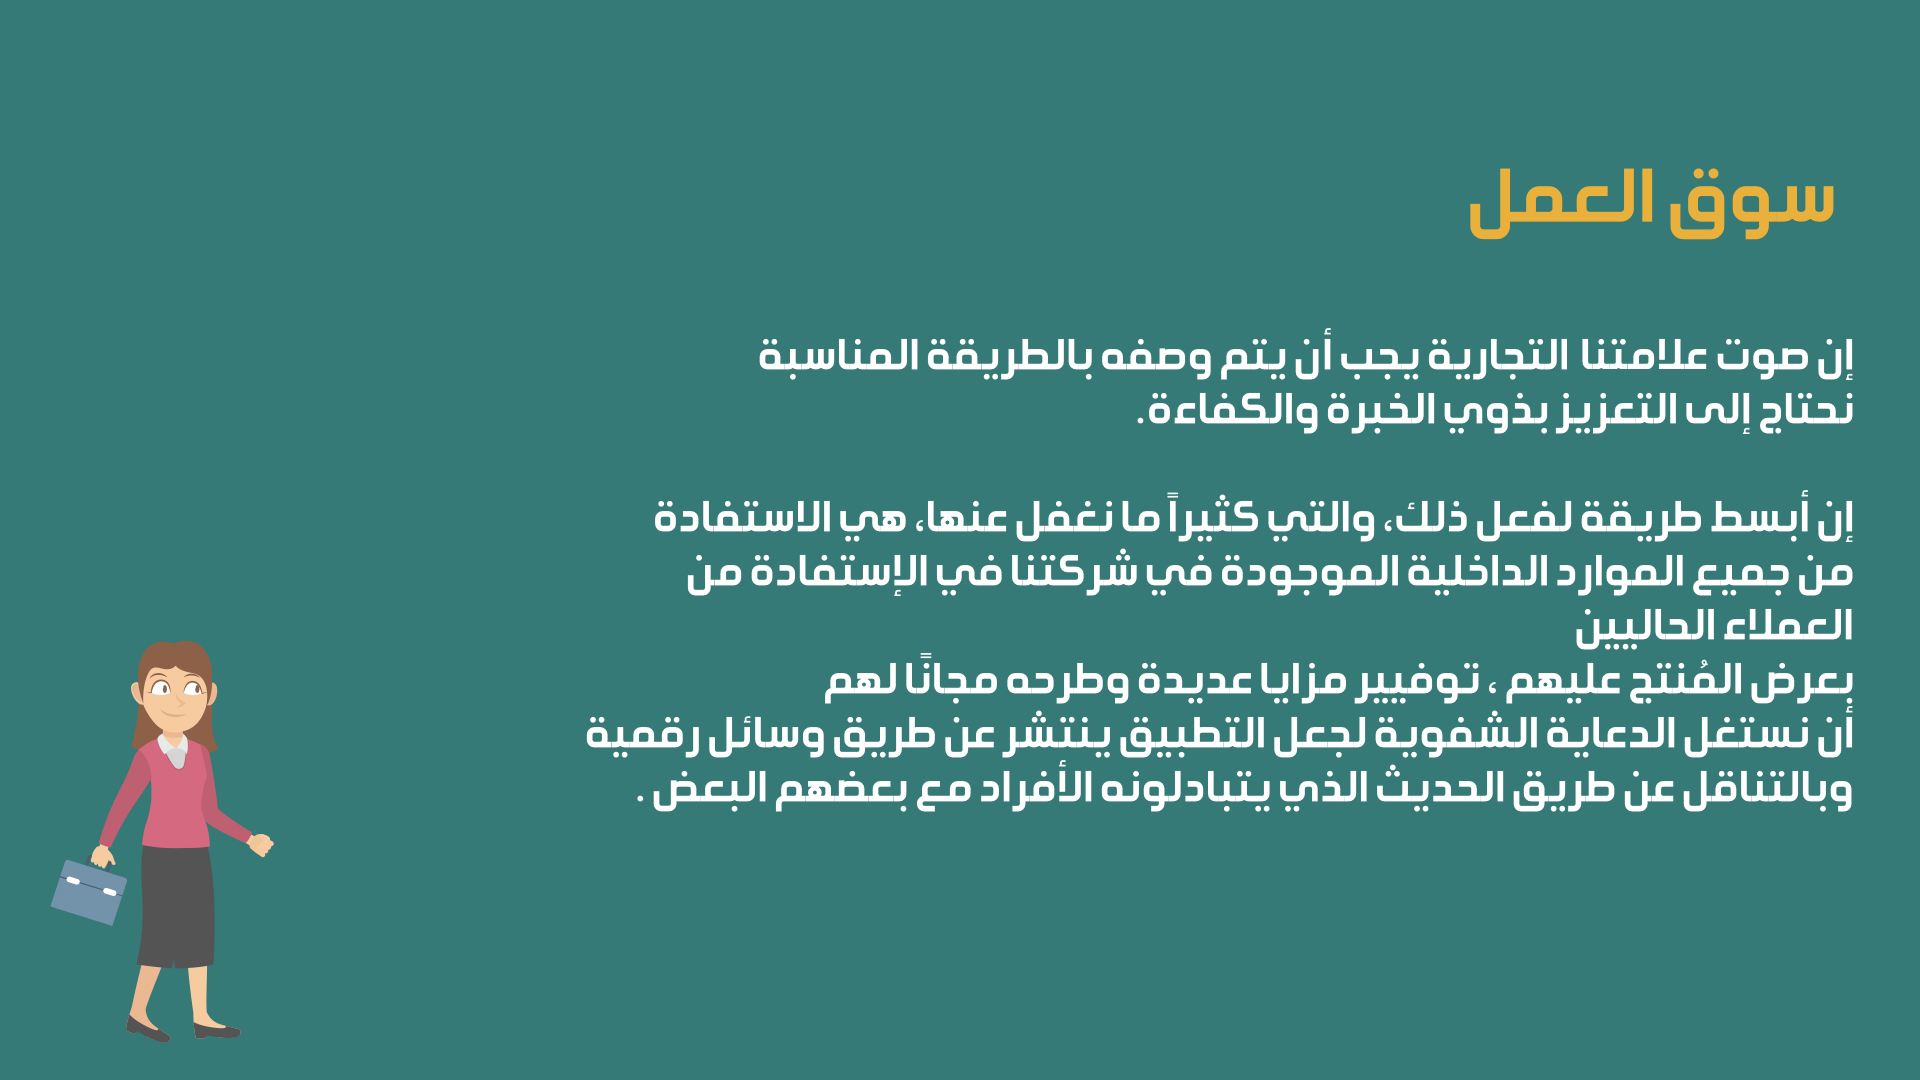 سوق العمل
إن صوت علامتنا التجارية يجب أن يتم وصفه بالطريقة المناسبة
نحتاج إلى التعزيز بذوي الخبرة والكفاءة.
إن أبسط طريقة لفعل ذلك، والتي كثيراً ما نغفل عنها، هي الاستفادة
من جميع الموارد الداخلية الموجودة في شركتنا في الإستفادة من
العملاء الحاليين
بعرض المُنتج عليهم ، توفييير مزايا عديدة وطرحه مجانًا لهم
أن نستغل الدعاية الشفوية لجعل التطبيق ينتشر عن طريق وسائل رقمية
وبالتناقل عن طريق الحديث الذي يتبادلونه الأفراد مع بعضهم البعض .